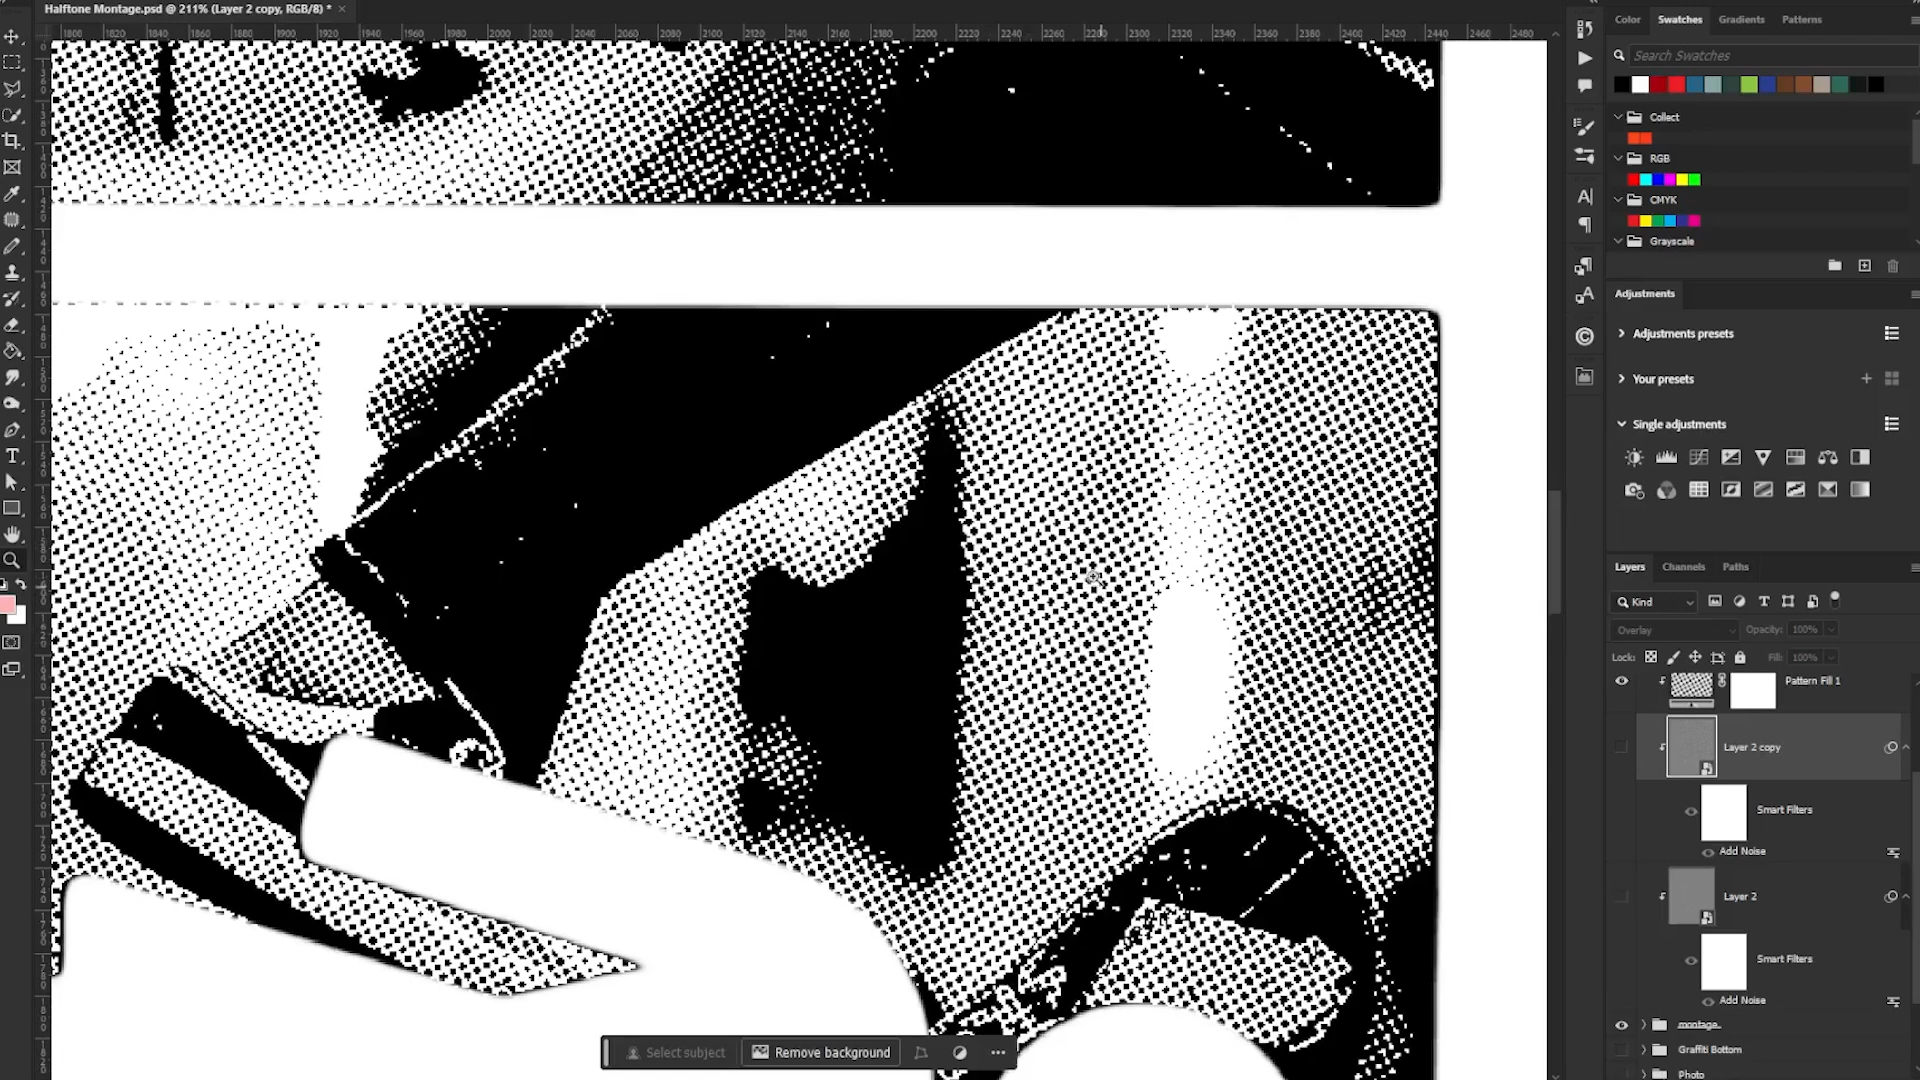 Halftone Montage.psd @ 211% (Layer 2 copy, RGB/8) *
1800 1820 1840 1860 1880 1900 1920 1940 1960 1980 2000 2020 2040 2060 2080 2100 2120 2140 2160 2180 2200 2220 2240 2260 2280 2300 2320 2340 2360 2380 2400 2420 2440 2460 2480
Color Swatches Gradients Patterns
Search Swatches
Collect
RGB
CMYK
Grayscale
Adjustments
Adjustments presets
Your presets
Single adjustments
Layers Channels Paths
Kind
Overlay Opacity: 100%
Lock: Fill: 100%
Pattern Fill 1
Layer 2 copy
Smart Filters
Add Noise
Layer 2
Smart Filters
Add Noise
montage
Graffiti Bottom
Photo
Select subject Remove background